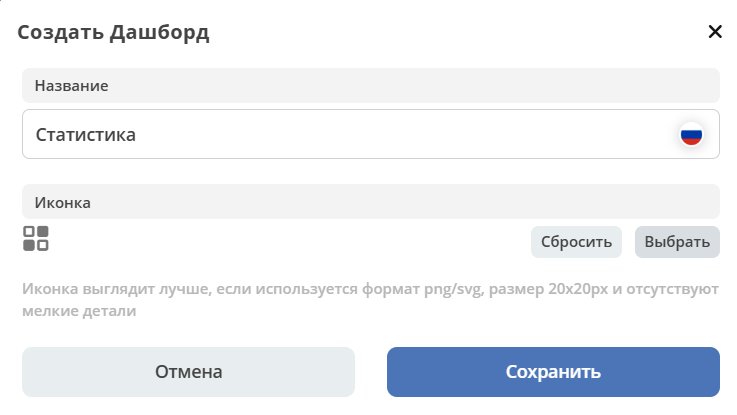 Создать Дашборд
Название
Статистика
Иконка
Сбросить
Выбрать
Иконка выглядит лучше, если используется формат png/svg, размер 20x20px и отсутствуют
мелкие детали
Отмена
Сохранить